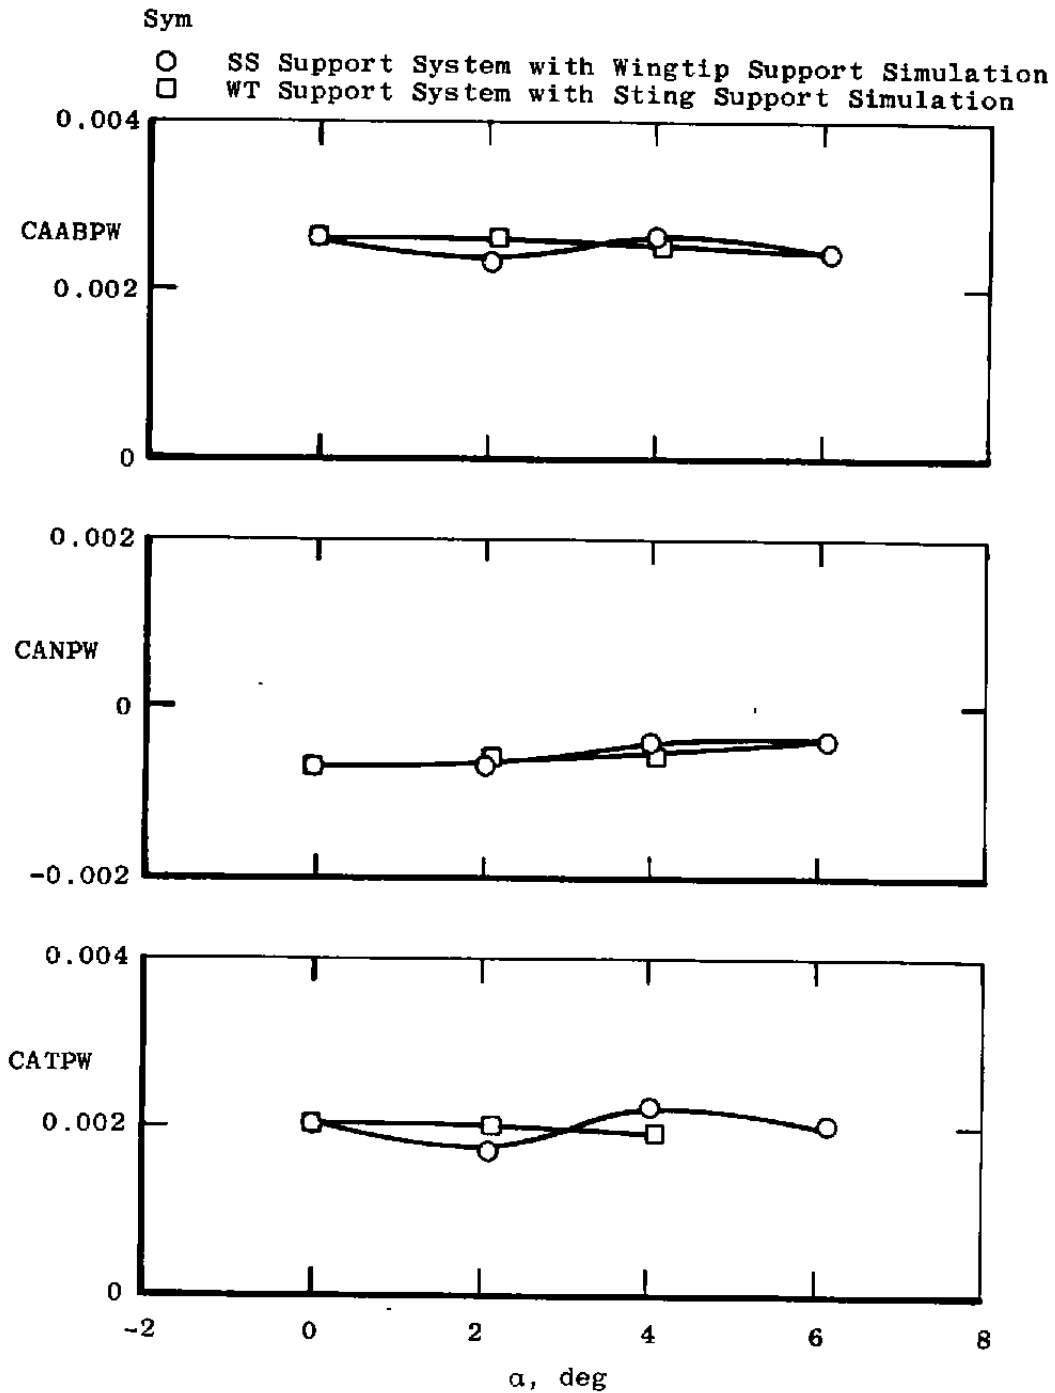 Sym
SS Support System with Wingtip Support Simulation
WT Support System with Sting Support Simulation
0.004
CAABPW
0.002
0
0.002
CANPW
0
-0.002
0.004
CATPW
0.002
0
-2 0 2 4 6 8
α, deg